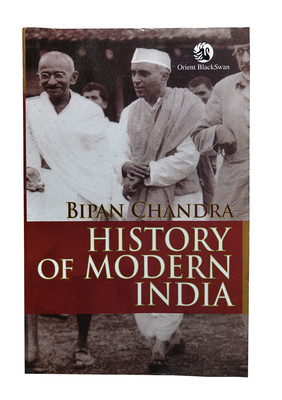 Orient BlackSwan
BIPAN CHANDRA
HISTORY
OF MODERN
INDIA